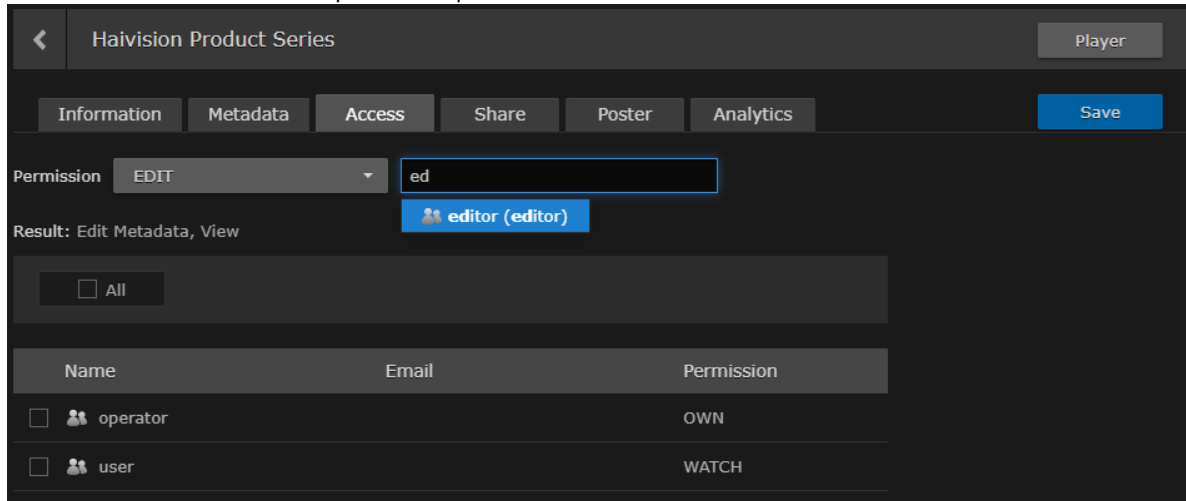 Haivision Product Series Player
Information Metadata Access Share Poster Analytics Save
Permission EDIT ed
editor (editor)
Result: Edit Metadata, View
All
Name Email Permission
operator OWN
user WATCH